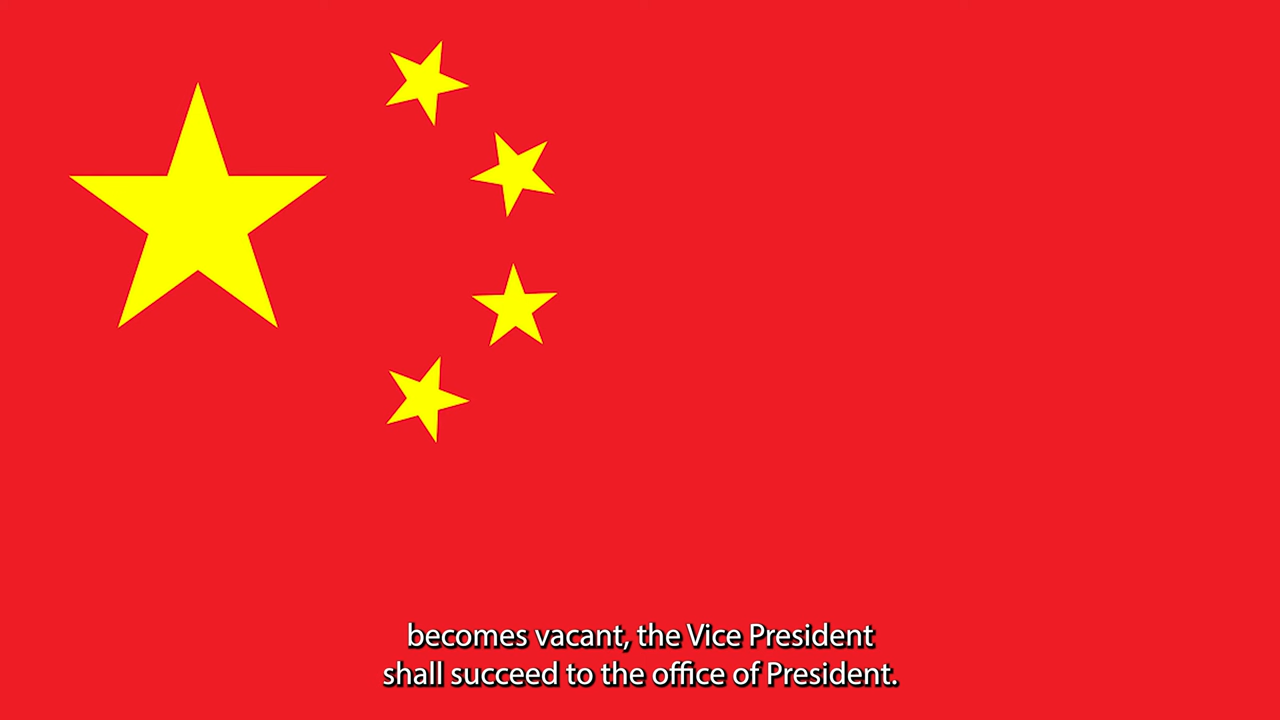 becomes vacant, the Vice President
shall succeed to the office of President.